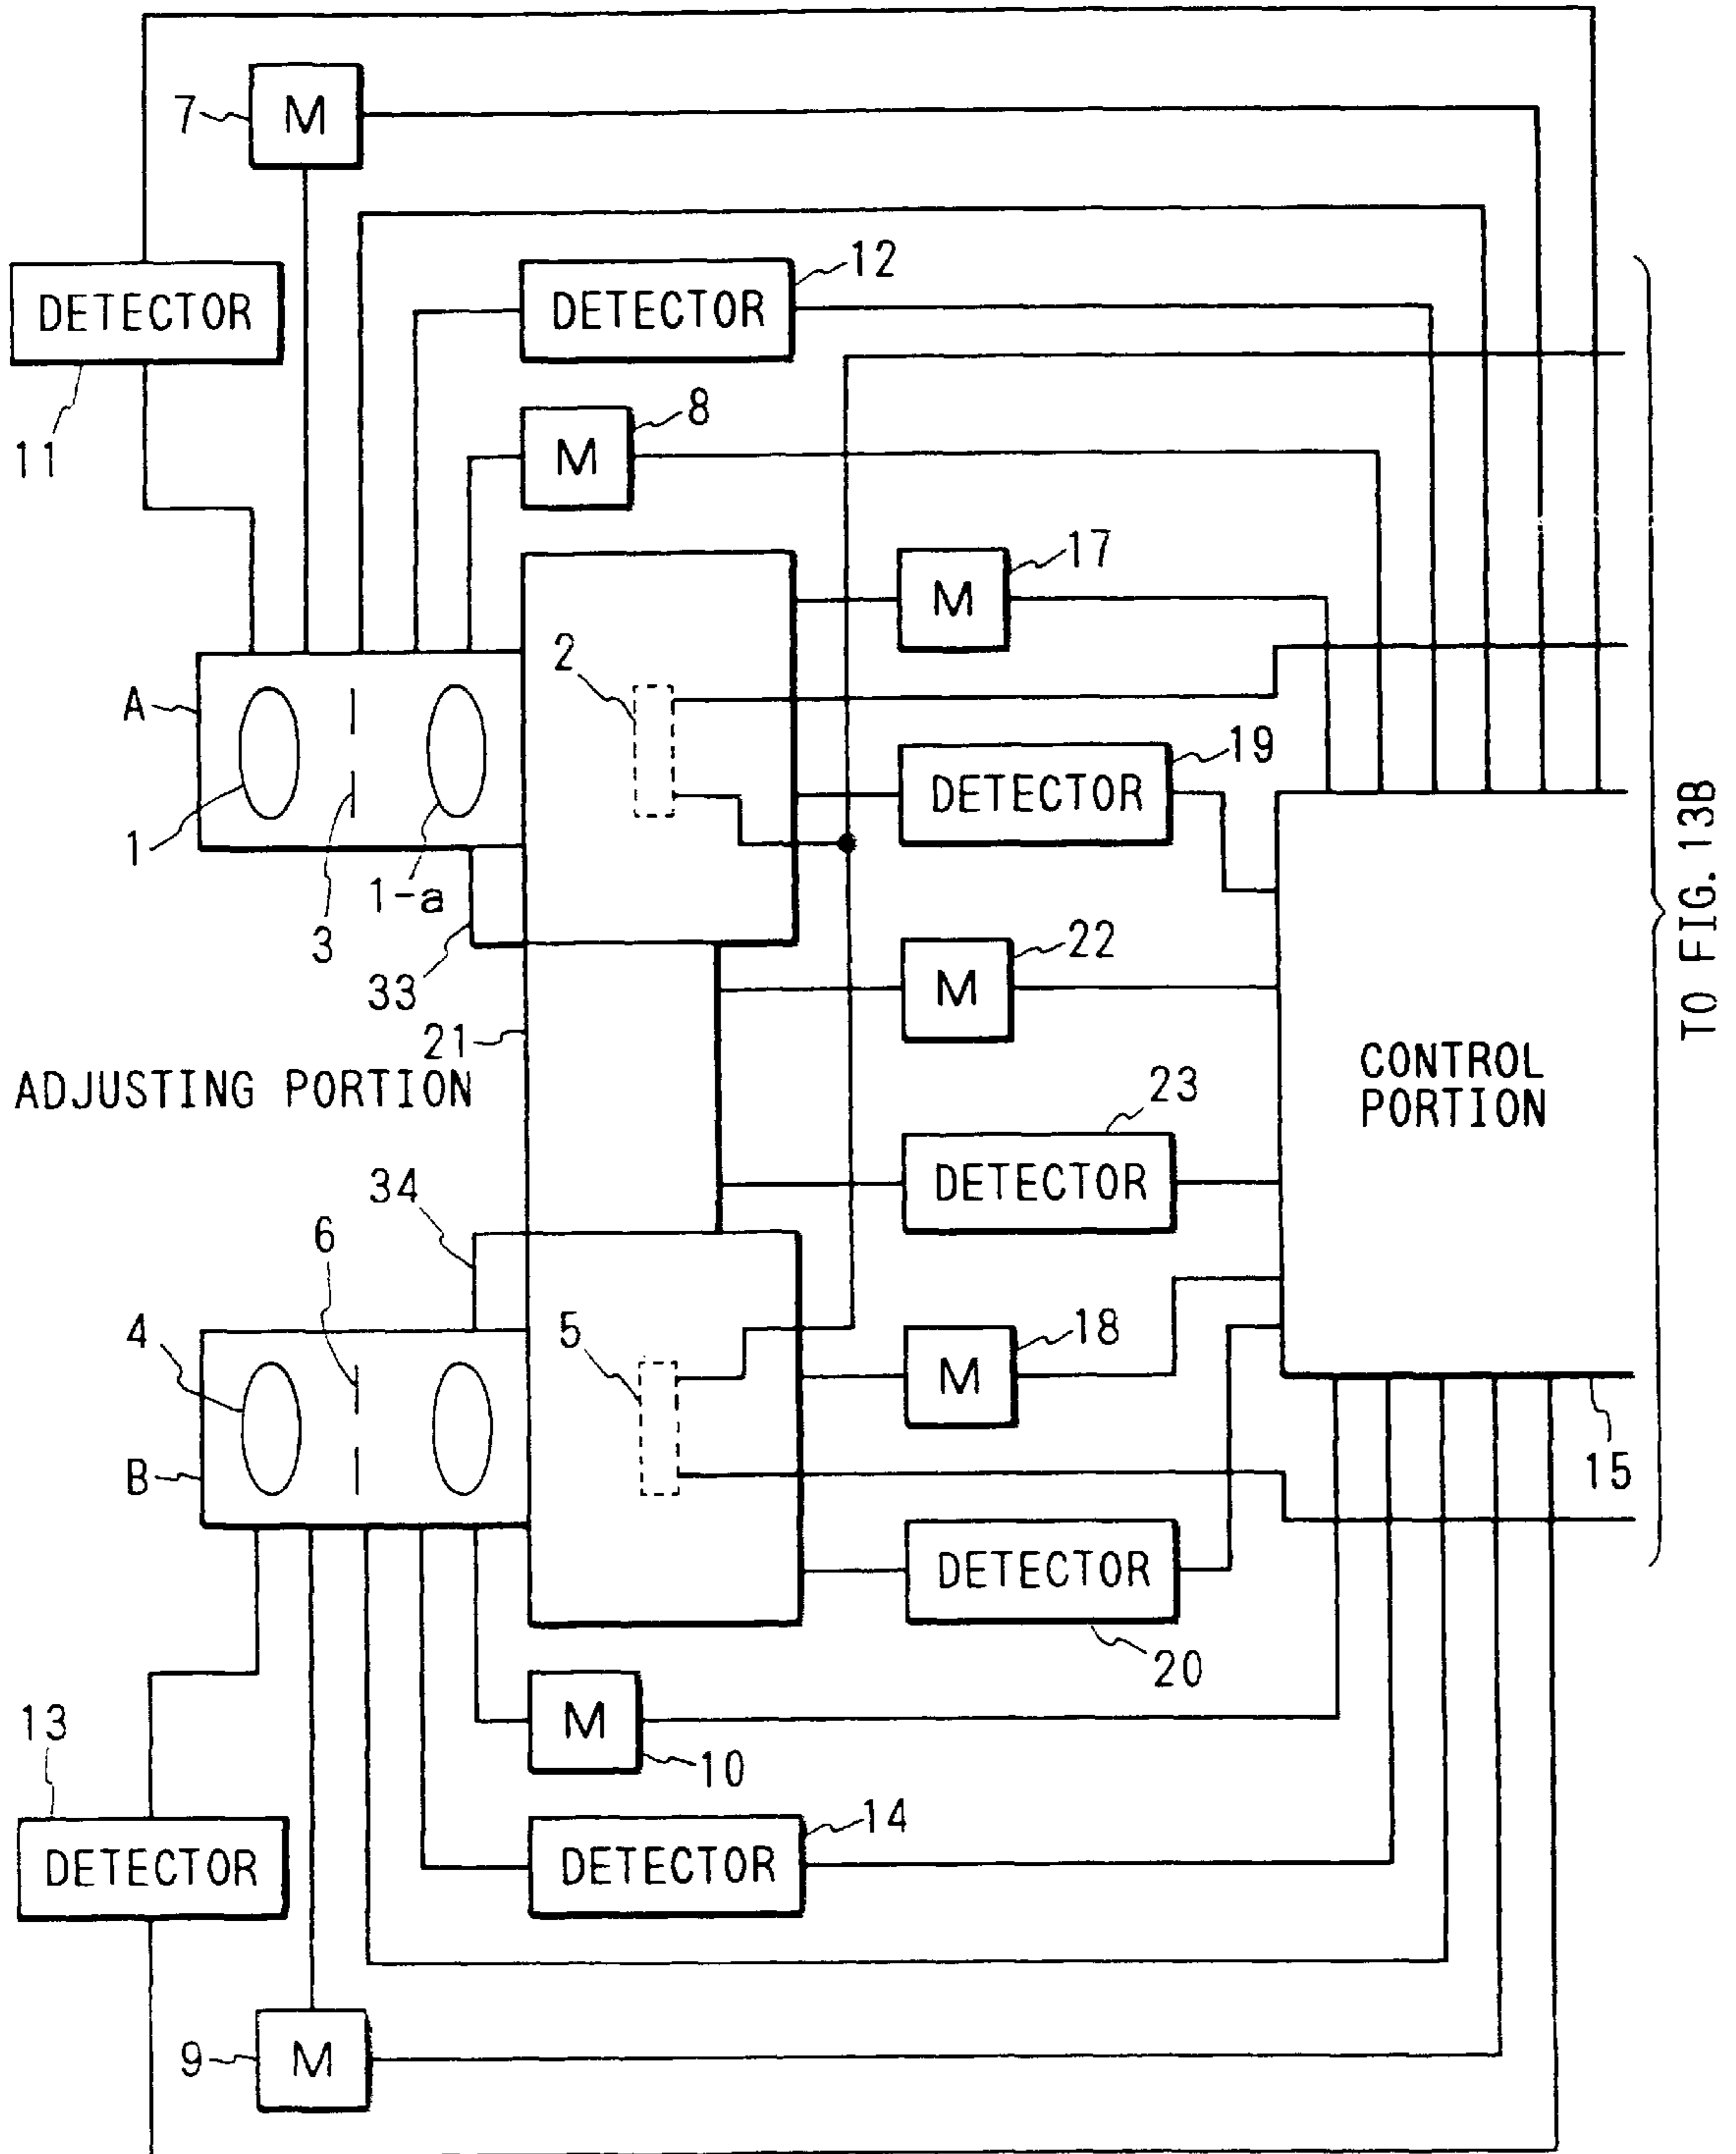 7
M
DETECTOR
12
DETECTOR
11
8
M
17
M
2
A
19
DETECTOR
1
3
1-a
33
22
M
21
ADJUSTING PORTION
CONTROL
PORTION
23
DETECTOR
34
6
4
5
18
M
B
15
DETECTOR
20
13
M
10
14
DETECTOR
DETECTOR
9
M
TO FIG. 13B